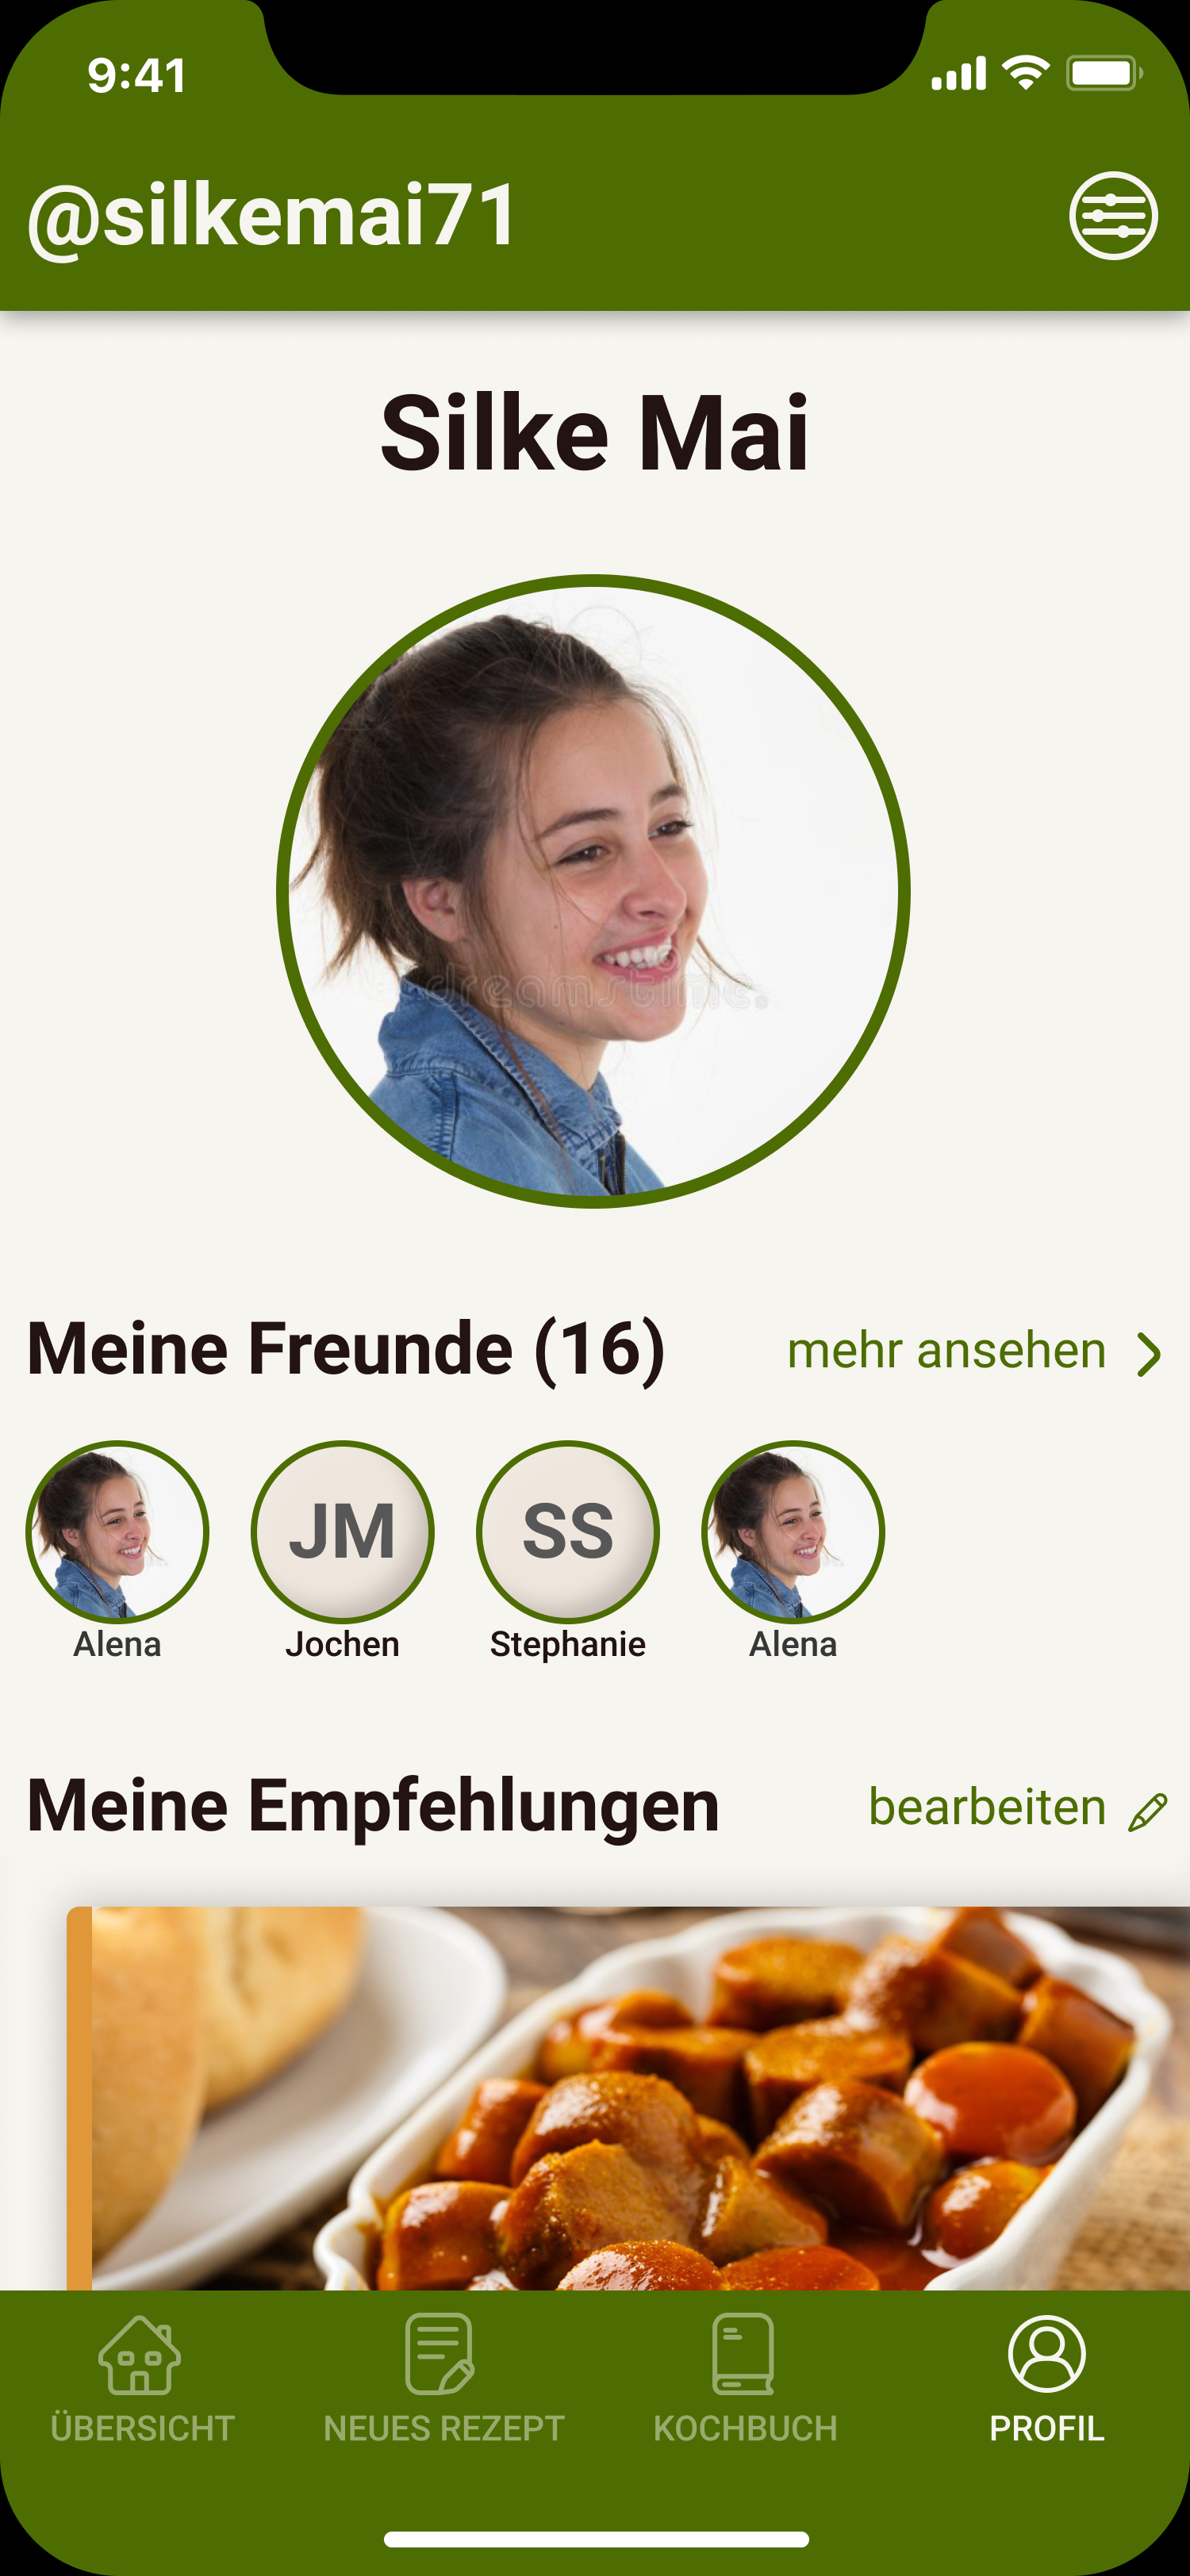 9:41
@silkemai71
Silke Mai
dreamstime.
Meine Freunde (16)
mehr ansehen
JM
SS
Alena
Jochen
Stephanie
Alena
Meine Empfehlungen
bearbeiten
ÜBERSICHT
NEUES REZEPT
KOCHBUCH
PROFIL